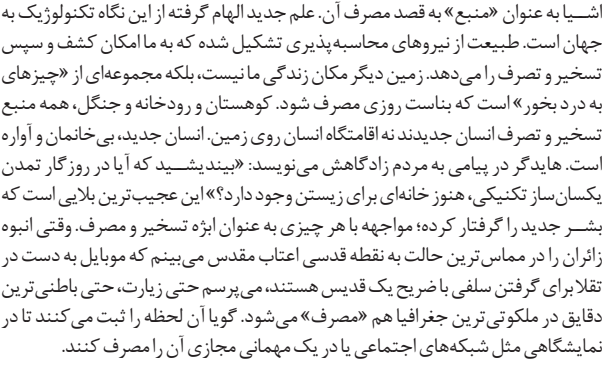 اشیا به عنوان «منبع» به قصد مصرف آن. علم جدید الهام گرفته از این نگاه تکنولوژیک به
جهان است. طبیعت از نیروهای محاسبه‌پذیری تشکیل شده که به ما امکان کشف و سپس
تسخیر و تصرف را می‌دهد. زمین دیگر مکان زندگی ما نیست، بلکه مجموعه‌ای از «چیزهای
به درد بخور» است که بناست روزی مصرف شود. کوهستان و رودخانه و جنگل، همه منبع
تسخیر و تصرف انسان جدیدند نه اقامتگاه انسان روی زمین. انسان جدید، بی‌خانمان و آواره
است. هایدگر در پیامی به مردم زادگاهش می‌نویسد: «بیندیشید که آیا در روزگار تمدن
یکسان‌ساز تکنیکی، هنوز خانه‌ای برای زیستن وجود دارد؟» این عجیب‌ترین بلایی است که
بشر جدید را گرفتار کرده؛ مواجهه با هر چیزی به عنوان ابژه تسخیر و مصرف. وقتی انبوه
زائران را در مماس‌ترین حالت به نقطه قدسی اعتاب مقدس می‌بینم که موبایل به دست در
تقلا برای گرفتن سلفی با ضریح یک قدیس هستند، می‌پرسم حتی زیارت، حتی باطنی‌ترین
دقایق در ملکوتی‌ترین جغرافیا هم «مصرف» می‌شود. گویا آن لحظه را ثبت می‌کنند تا در
نمایشگاهی مثل شبکه‌های اجتماعی یا در یک مهمانی مجازی آن را مصرف کنند.